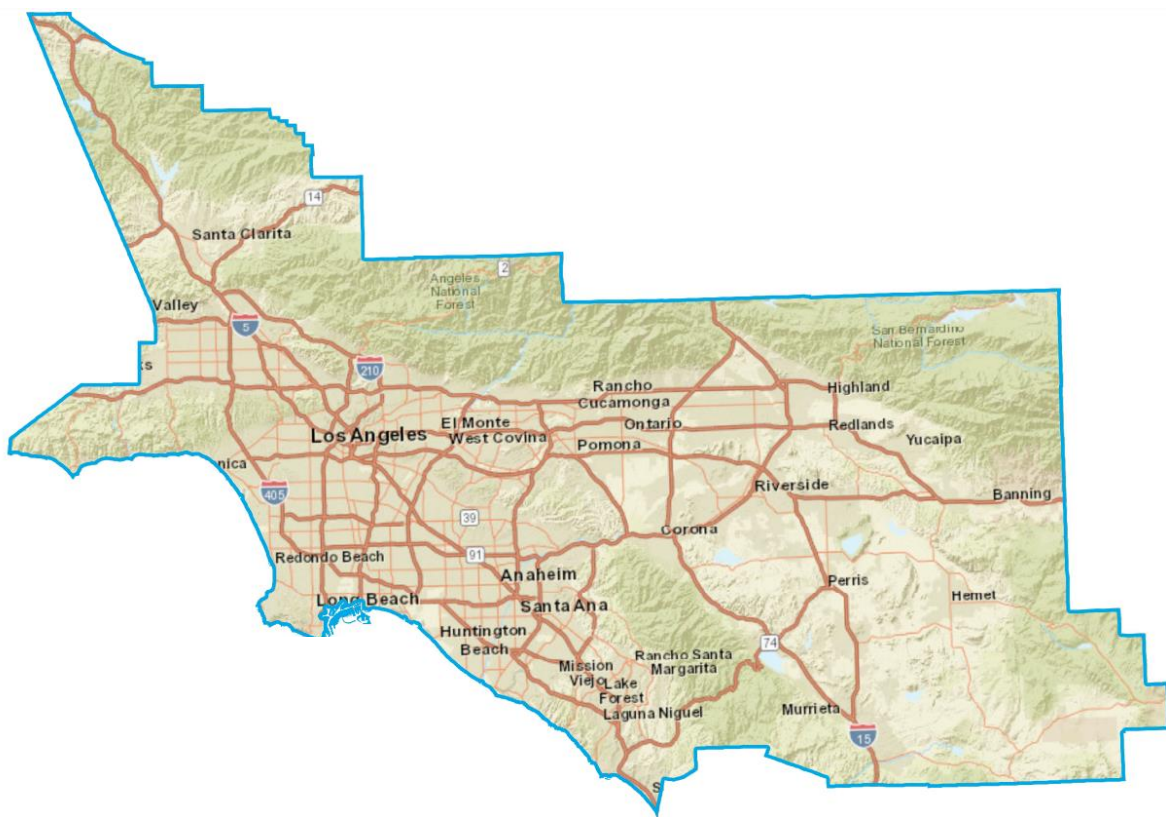 14
Santa Clarita
2
Angeles
National
Forest
Valley
5
San Bernardino
National Forest
ks
210
Rancho
Cucamonga
Highland
El Monte
Ontario
Redlands
Los Angeles
West Covina
Pomona
Yucaipa
nica
405
Riverside
Banning
39
Corona
Redondo Beach
91
Anaheim
Perris
Long Beach
Santa Ana
Hemet
Huntington
Beach
74
Rancho Santa
Margarita
Mission
Viejo
Lake
Forest
Laguna Niguel
Murrieta
15
S